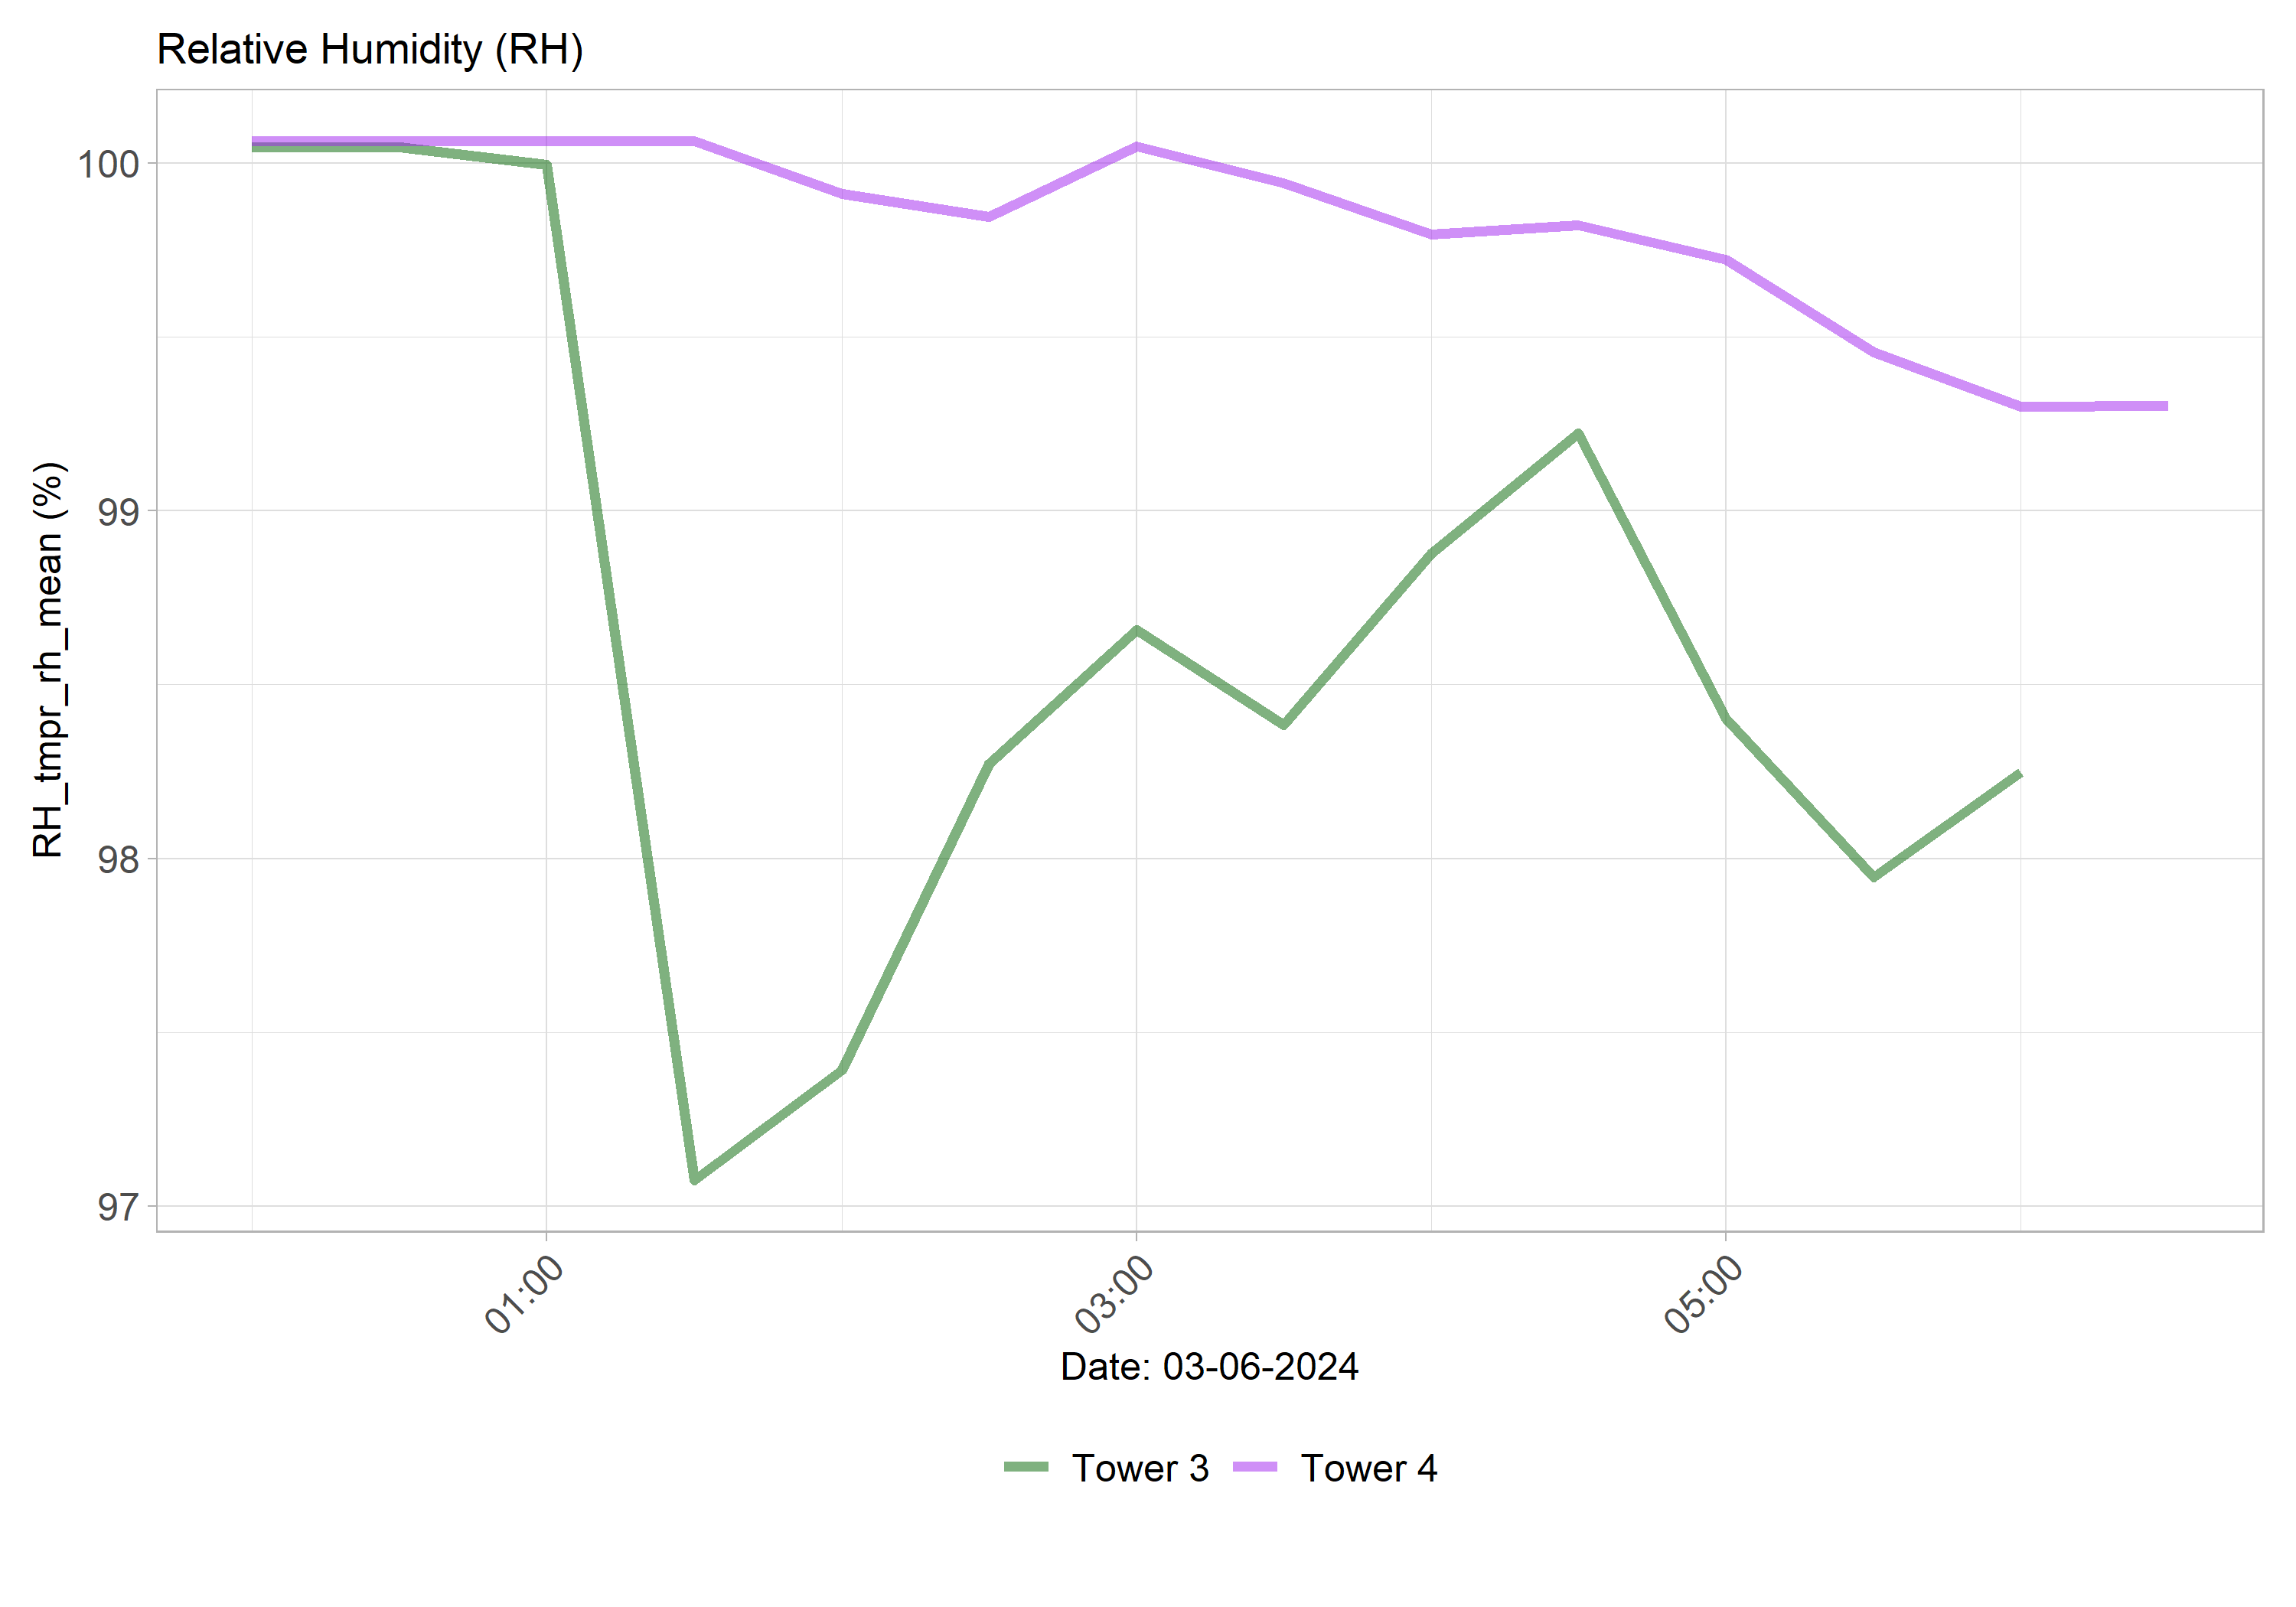 Relative Humidity (RH)
RH_tmpr_rh_mean (%)
100
99
98
97
01:00
03:00
05:00
Date: 03-06-2024
Tower 3
Tower 4